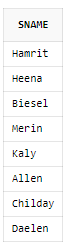 SNAME
Hamrit
Heena
Biesel
Merin
Kaly
Allen
Childay
Daelen